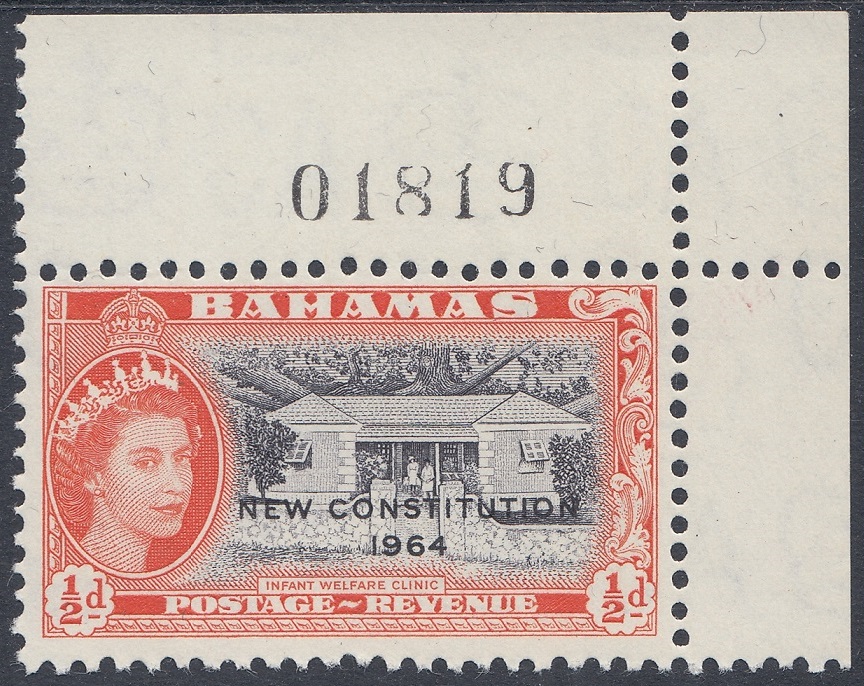 01819
BAHAMAS
NEW CONSTITUTION
1964
INFANT WELFARE CLINIC
½d
POSTAGE~REVENUE
½d